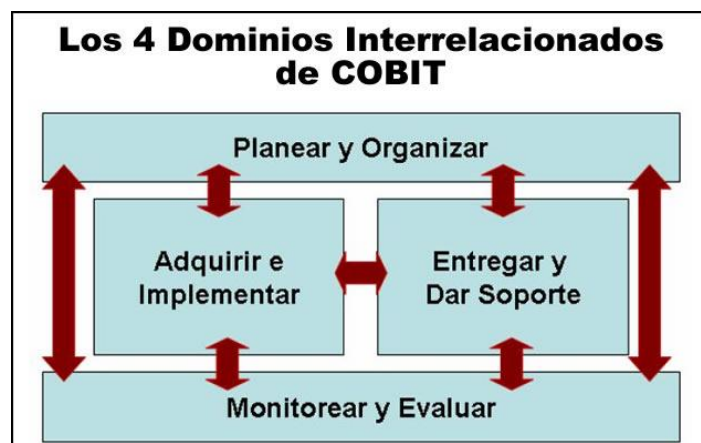 Los 4 Dominios Interrelacionados
de COBIT
Planear y Organizar
Adquirir e
Implementar
Entregar y
Dar Soporte
Monitorear y Evaluar